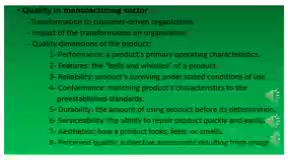 • Quality in manufacturing sector
-Transformation to customer-driven organizations
- Impact of the transformation on organization
- Quality dimensions of the product:
1- Performance: a product's primary operating characteristics.
2- Features: the "bells and whistles" of a product
3- Reliability: product's surviving under stated conditions of use.
4- Conformance: matching product's characteristics to the
preestablished standards.
5- Durability: the amount of using product before its deterioration.
6- Serviceability: the ability to repair product quickly and easily.
7- Aesthetics: how a product looks, feels, or smells.
8- Perceived quality: subjective assessment resulting from image